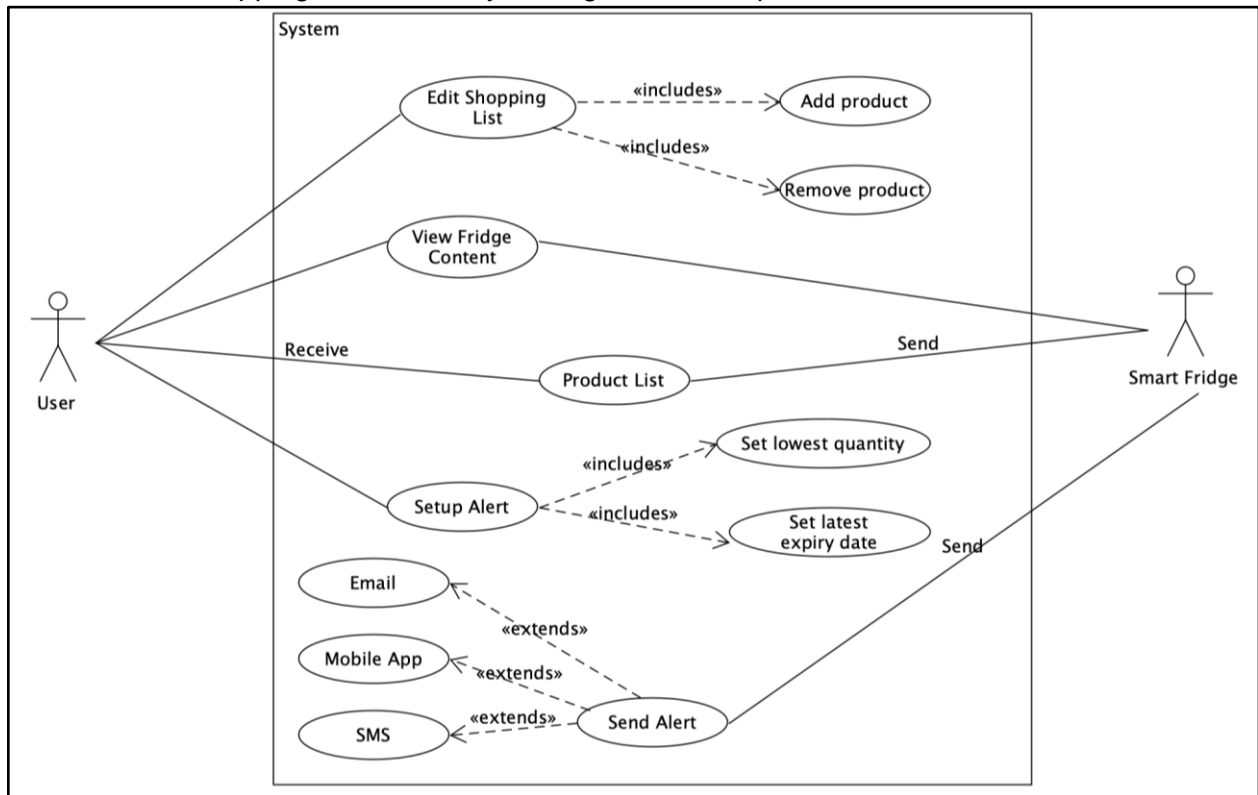 System
Edit Shopping
List
«includes»
Add product
«includes»
Remove product
View Fridge
Content
Receive
Send
Product List
User
Smart Fridge
Set lowest quantity
«includes»
Setup Alert
«includes»
Set latest
expiry date
Send
Email
«extends»
Mobile App
«extends»
«extends»
Send Alert
SMS